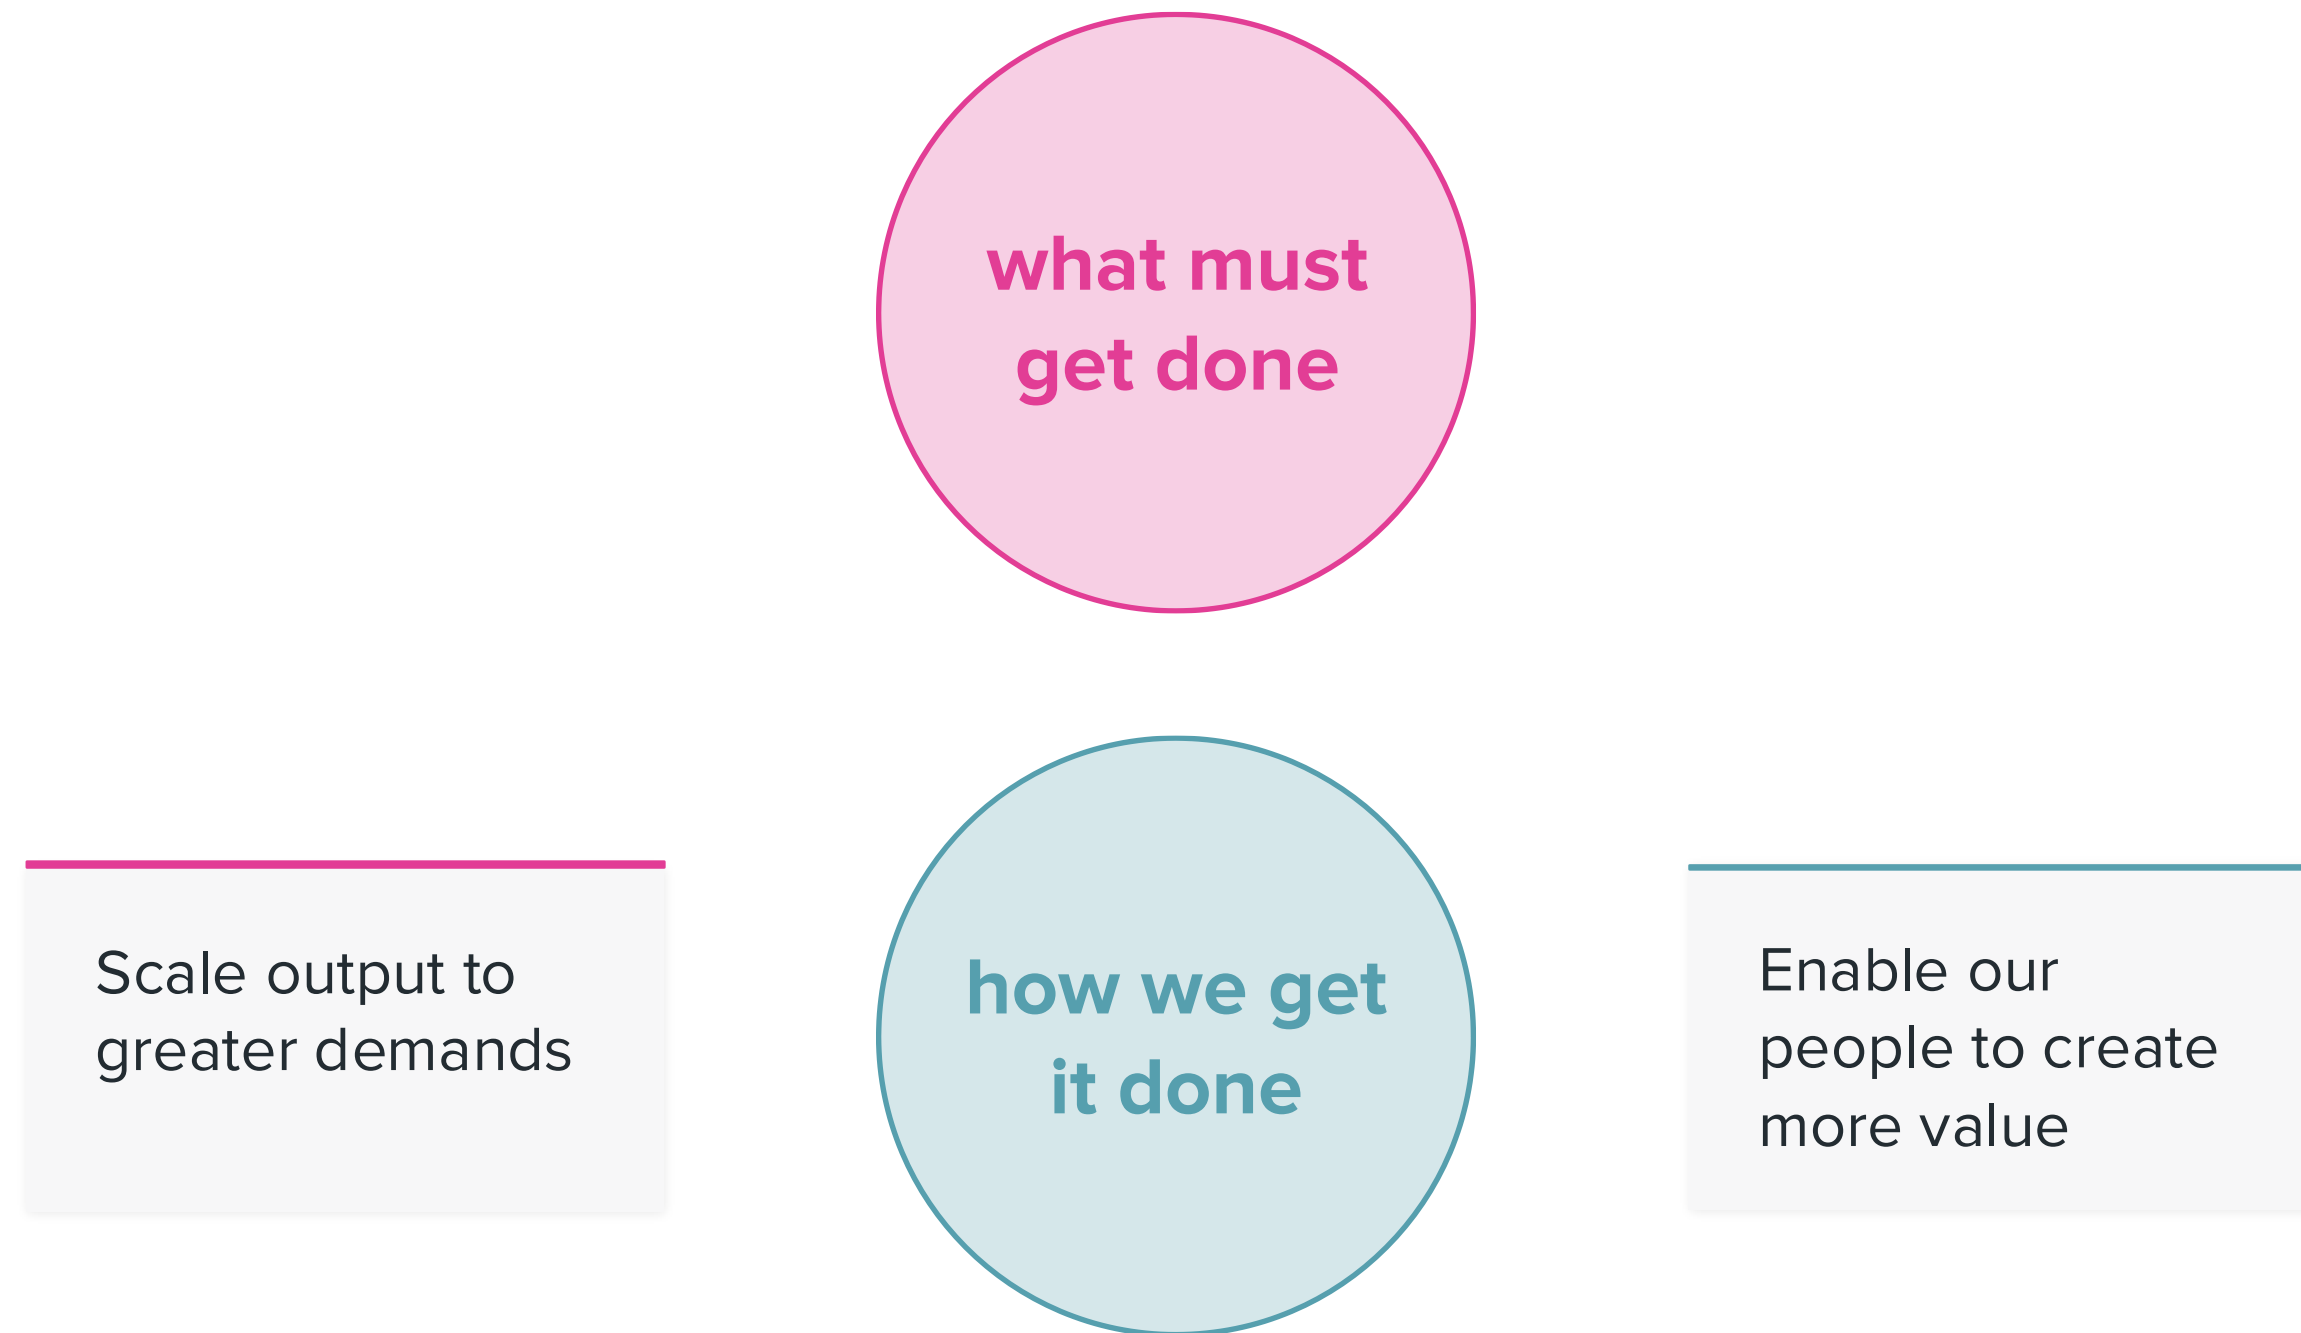 what must
get done
Scale output to
greater demands
how we get
it done
Enable our
people to create
more value